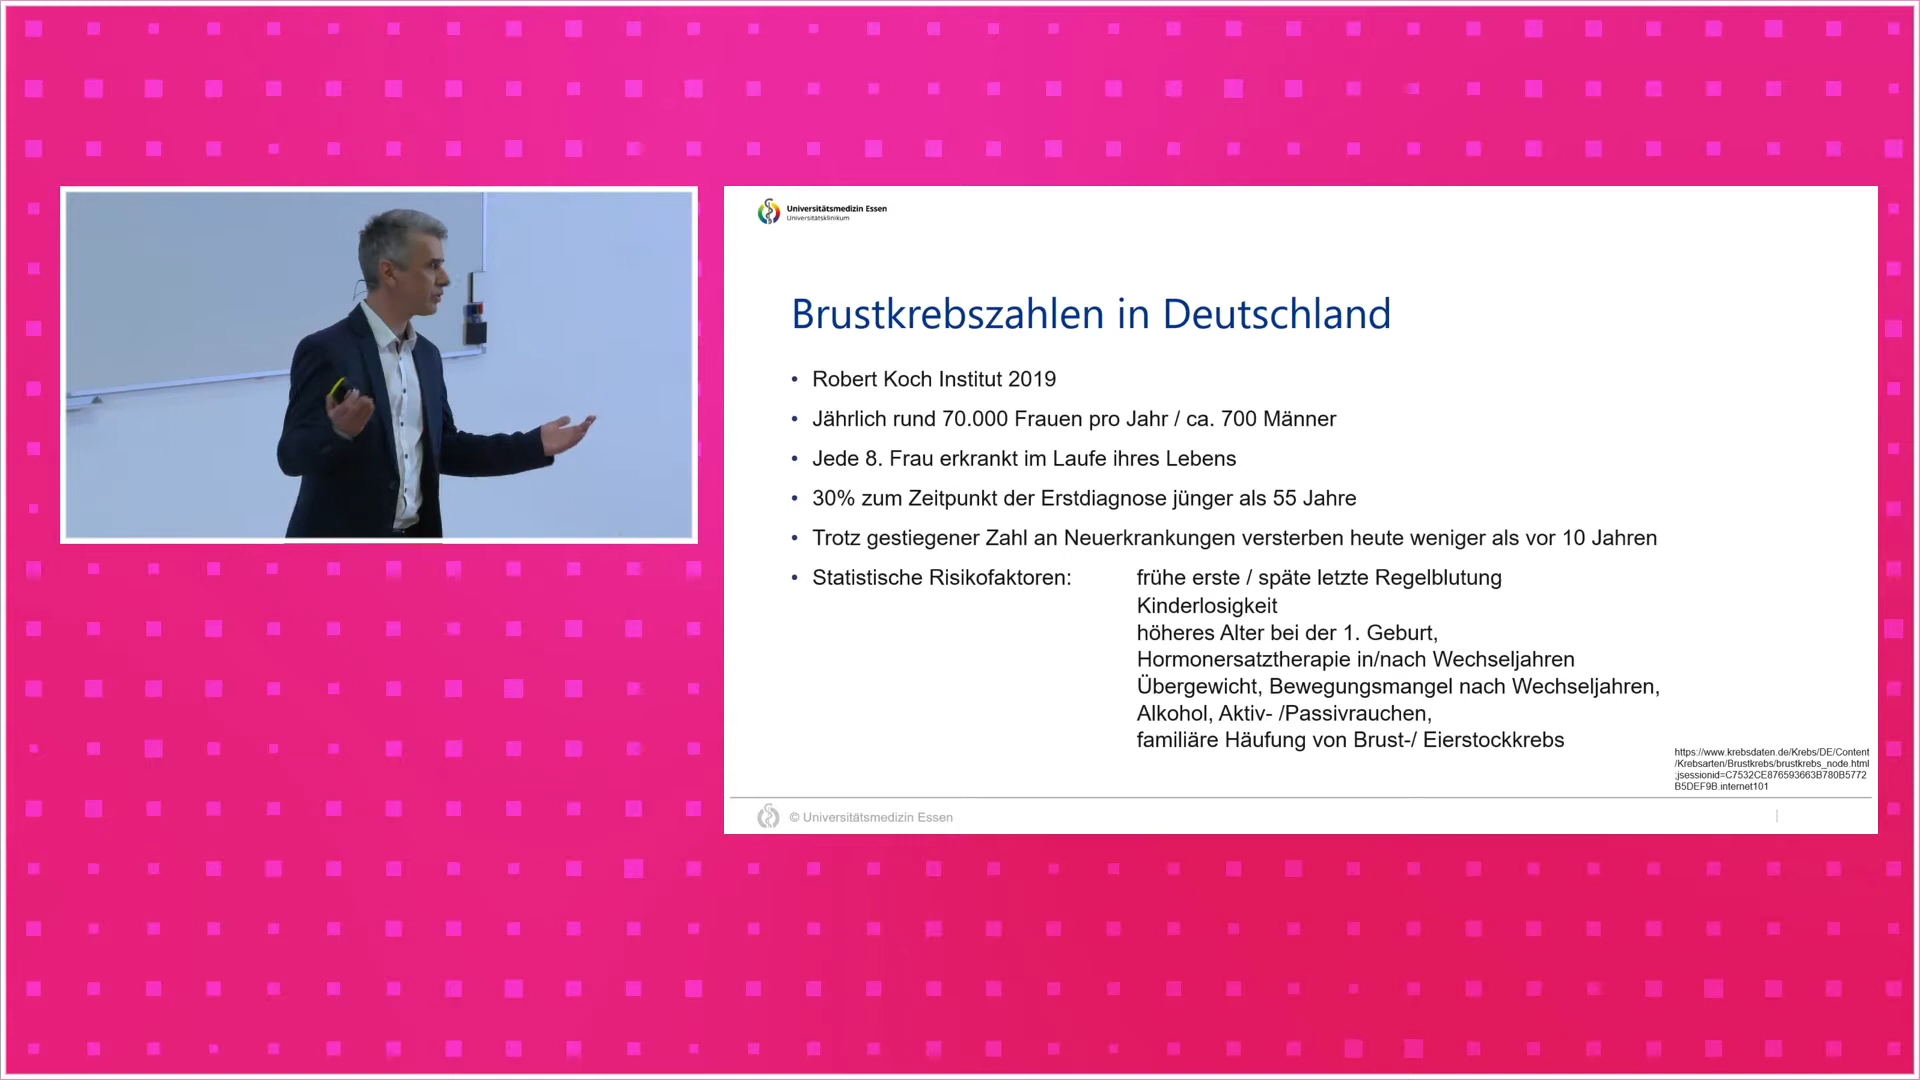 Universitätsmedizin Essen
Universitätsklinikum
Brustkrebszahlen in Deutschland
• Robert Koch Institut 2019
• Jährlich rund 70.000 Frauen pro Jahr / ca. 700 Männer
• Jede 8. Frau erkrankt im Laufe ihres Lebens
• 30% zum Zeitpunkt der Erstdiagnose jünger als 55 Jahre
• Trotz gestiegener Zahl an Neuerkrankungen versterben heute weniger als vor 10 Jahren
• Statistische Risikofaktoren: frühe erste / späte letzte Regelblutung
Kinderlosigkeit
höheres Alter bei der 1. Geburt,
Hormonersatztherapie in/nach Wechseljahren
Übergewicht, Bewegungsmangel nach Wechseljahren,
Alkohol, Aktiv- /Passivrauchen,
familiäre Häufung von Brust-/ Eierstockkrebs
https://www.krebsdaten.de/Krebs/DE/Content
/Krebsarten/Brustkrebs/brustkrebs_node.html
;jsessionid=C7532CE876593663B780B5772
B5DEF9B.internet101
© Universitätsmedizin Essen